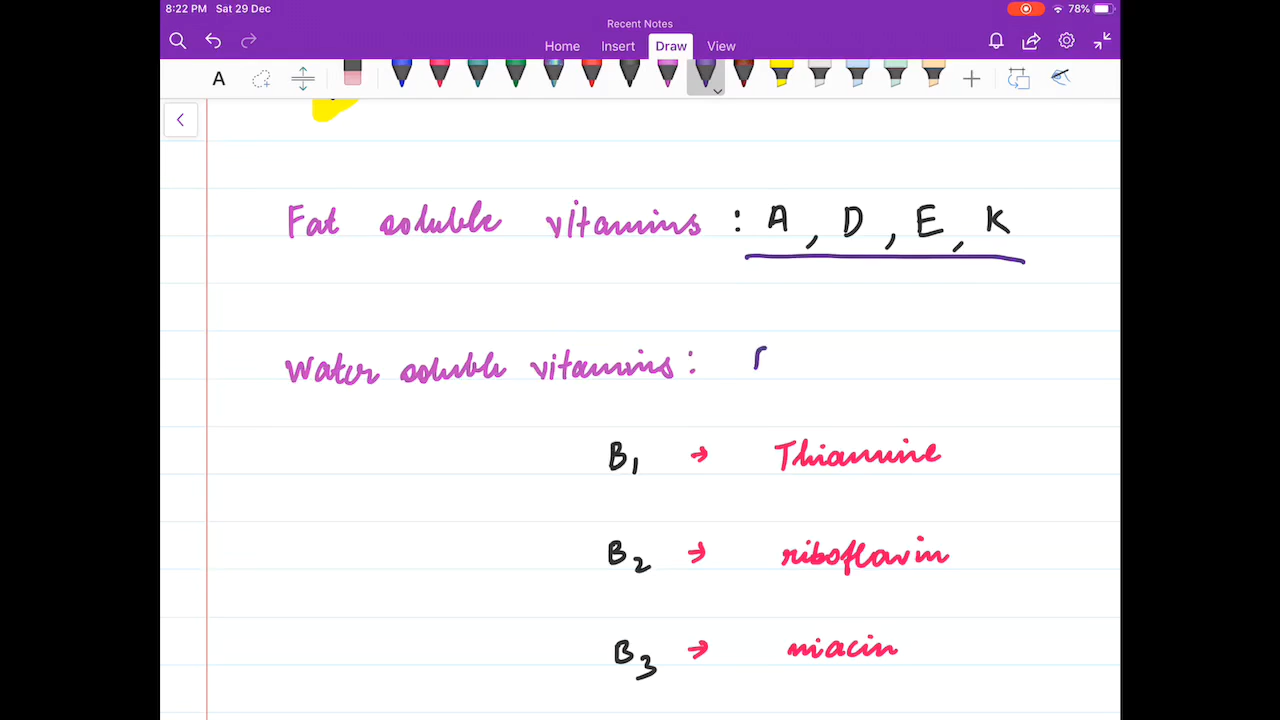 8:22 PM Sat 29 Dec 78%
Recent Notes
Home Insert Draw View
A
Fat soluble vitamins : A, D, E, K
Water soluble vitamins :
B1 → Thiamine
B2 → riboflavin
B3 → niacin